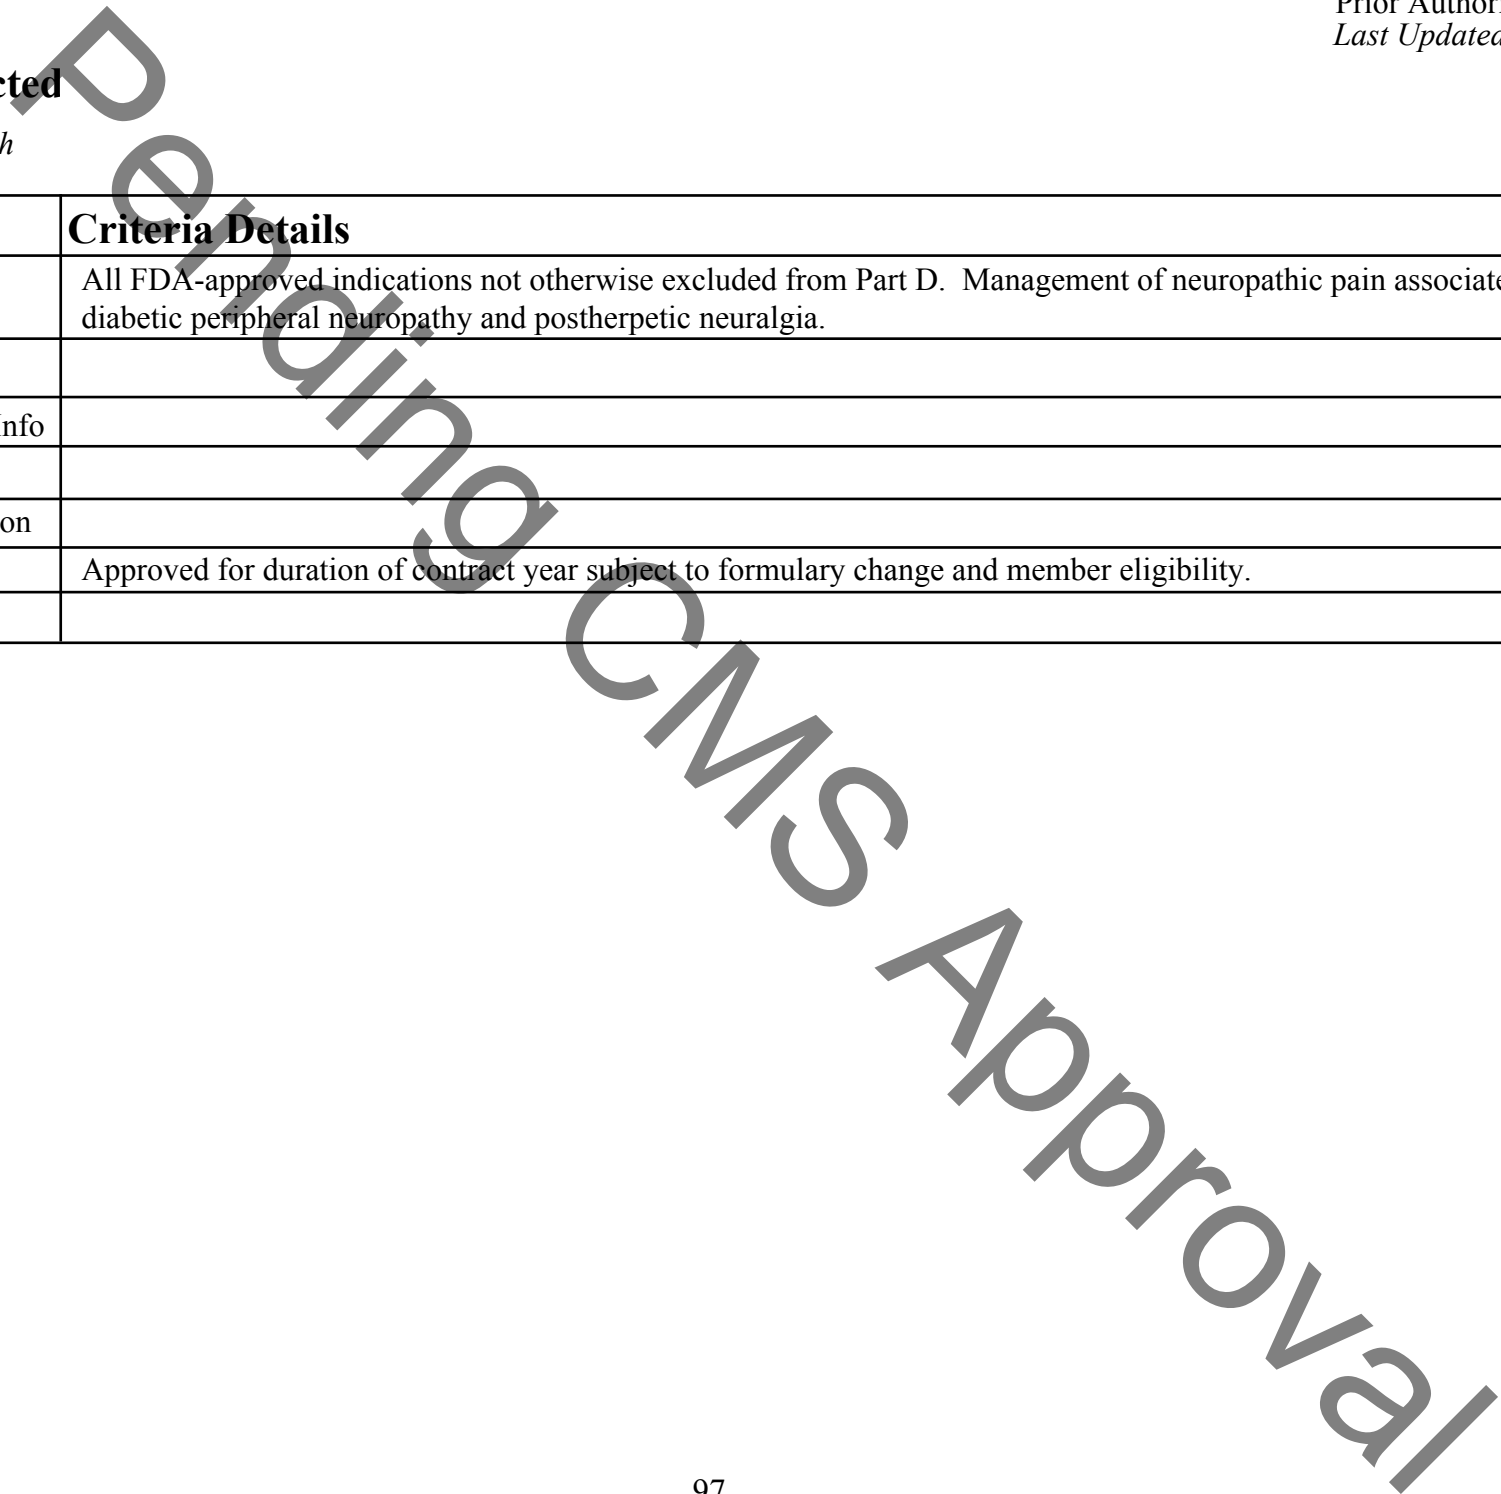 Prior Author
Last Updated
cted
h
Criteria Details
All FDA-approved indications not otherwise excluded from Part D.  Management of neuropathic pain associate
diabetic peripheral neuropathy and postherpetic neuralgia.
Info
on
Approved for duration of contract year subject to formulary change and member eligibility.
Pending CMS Approval
97